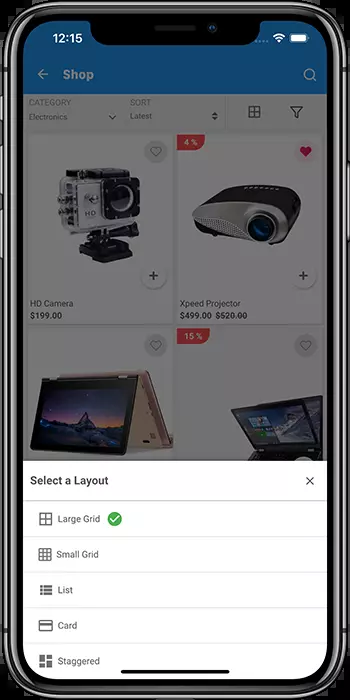 12:15
Shop
CATEGORY
SORT
Electronics
Latest
4 %
HD
HD Camera
$199.00
Xpeed Projector
$499.00 $520.00
15 %
Select a Layout
Large Grid
Small Grid
List
Card
Staggered